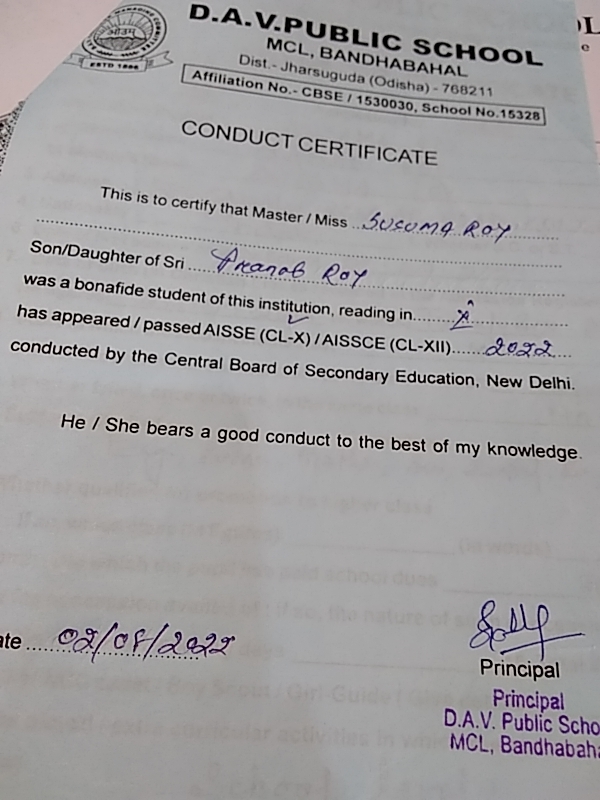 ओ३म्
ESTD 1886
D.A.V.PUBLIC SCHOOL
MCL, BANDHABAHAL
Dist.- Jharsuguda (Odisha) - 768211
Affiliation No.- CBSE / 1530030, School No.15328
CONDUCT CERTIFICATE
This is to certify that Master / Miss SUSUMA ROY
Son/Daughter of Sri Pranab ROY
was a bonafide student of this institution, reading in X
has appeared / passed AISSE (CL-X) / AISSCE (CL-XII) 2022
conducted by the Central Board of Secondary Education, New Delhi.
He / She bears a good conduct to the best of my knowledge.
ate 02/08/2022
Principal
Principal
D.A.V. Public Scho
MCL, Bandhabaha